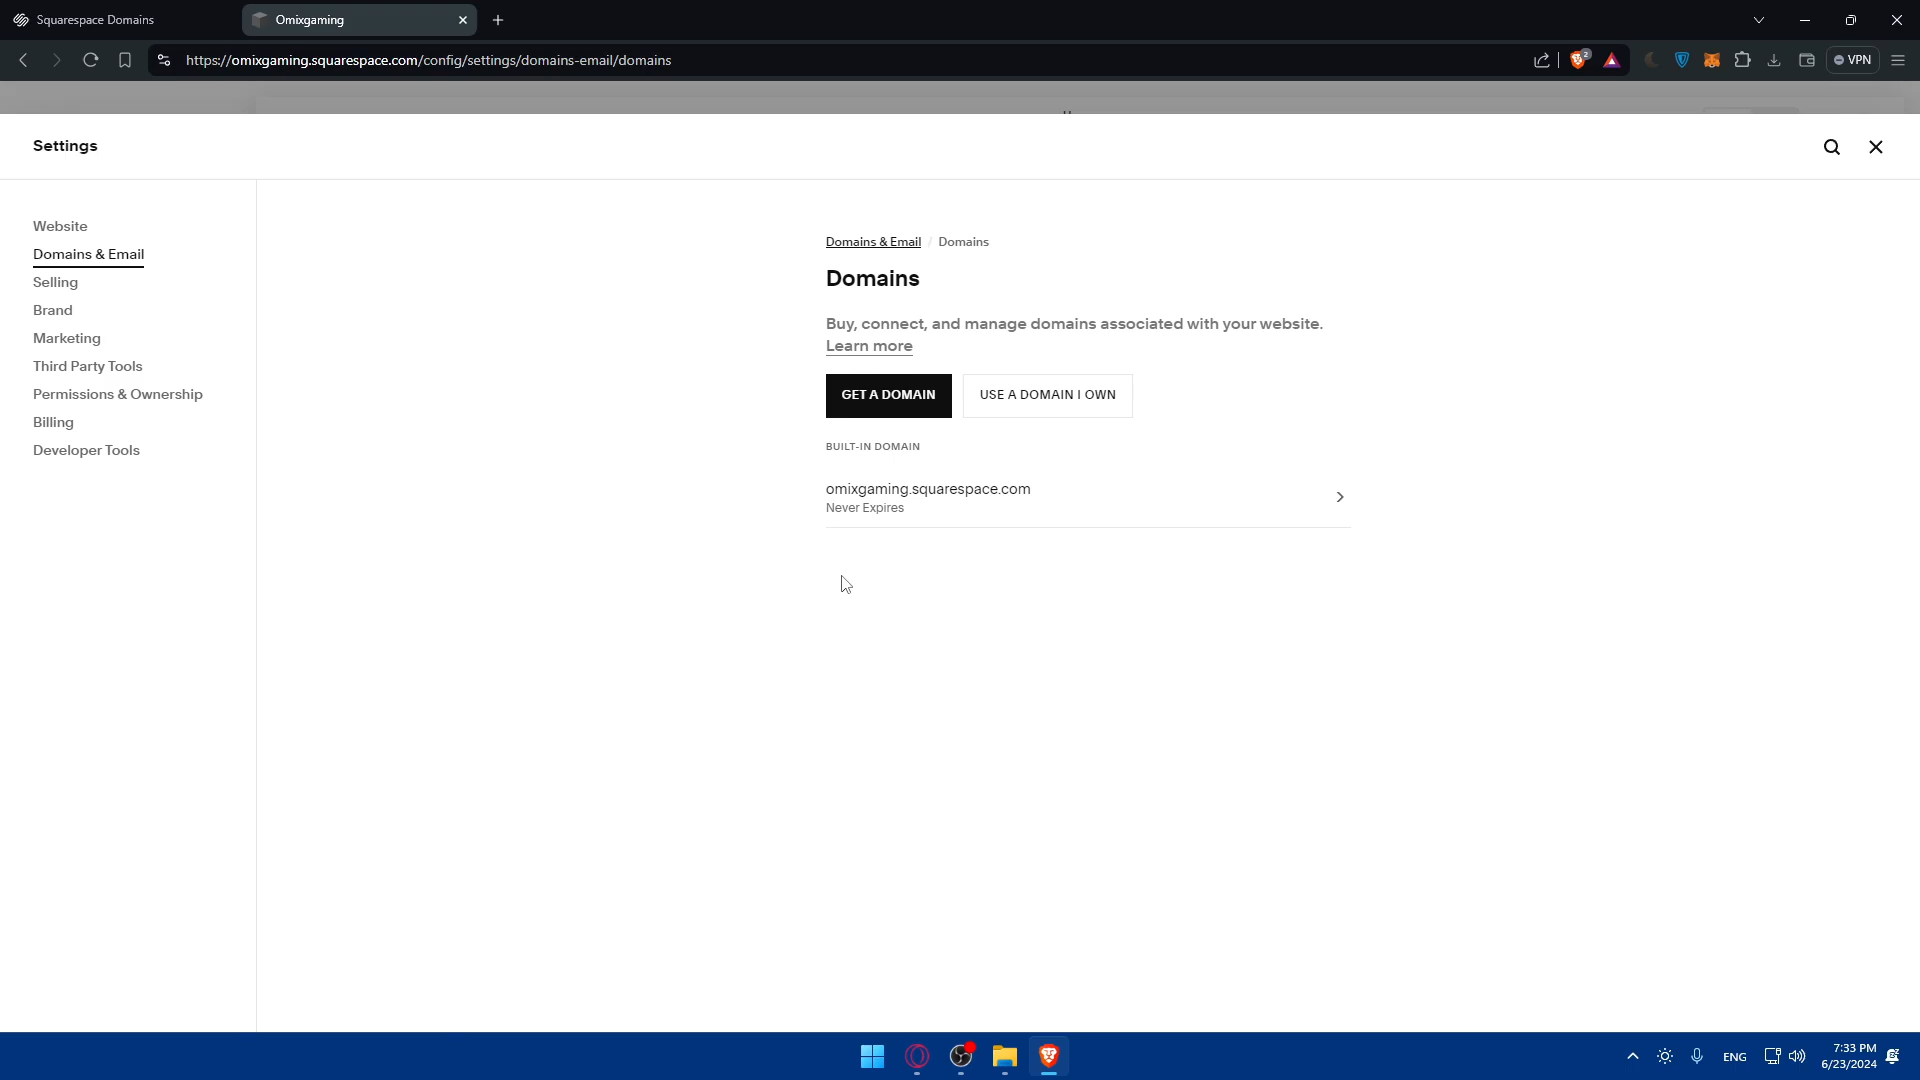 Squarespace Domains
Omixgaming
https://omixgaming.squarespace.com/config/settings/domains-email/domains
2
VPN
Settings
Website
Domains & Email
Selling
Brand
Marketing
Third Party Tools
Permissions & Ownership
Billing
Developer Tools
Domains & Email / Domains
Domains
Buy, connect, and manage domains associated with your website.
Learn more
GET A DOMAIN
USE A DOMAIN I OWN
BUILT-IN DOMAIN
omixgaming.squarespace.com
Never Expires
ENG
7:33 PM
6/23/2024